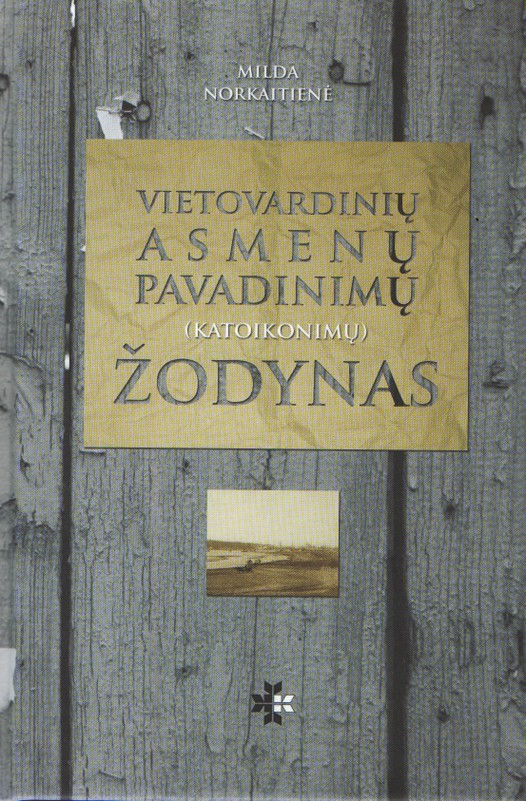 MILDA
NORKAITIENĖ
VIETOVARDINIŲ
ASMENŲ
PAVADINIMŲ
(KATOIKONIMŲ)
ŽODYNAS